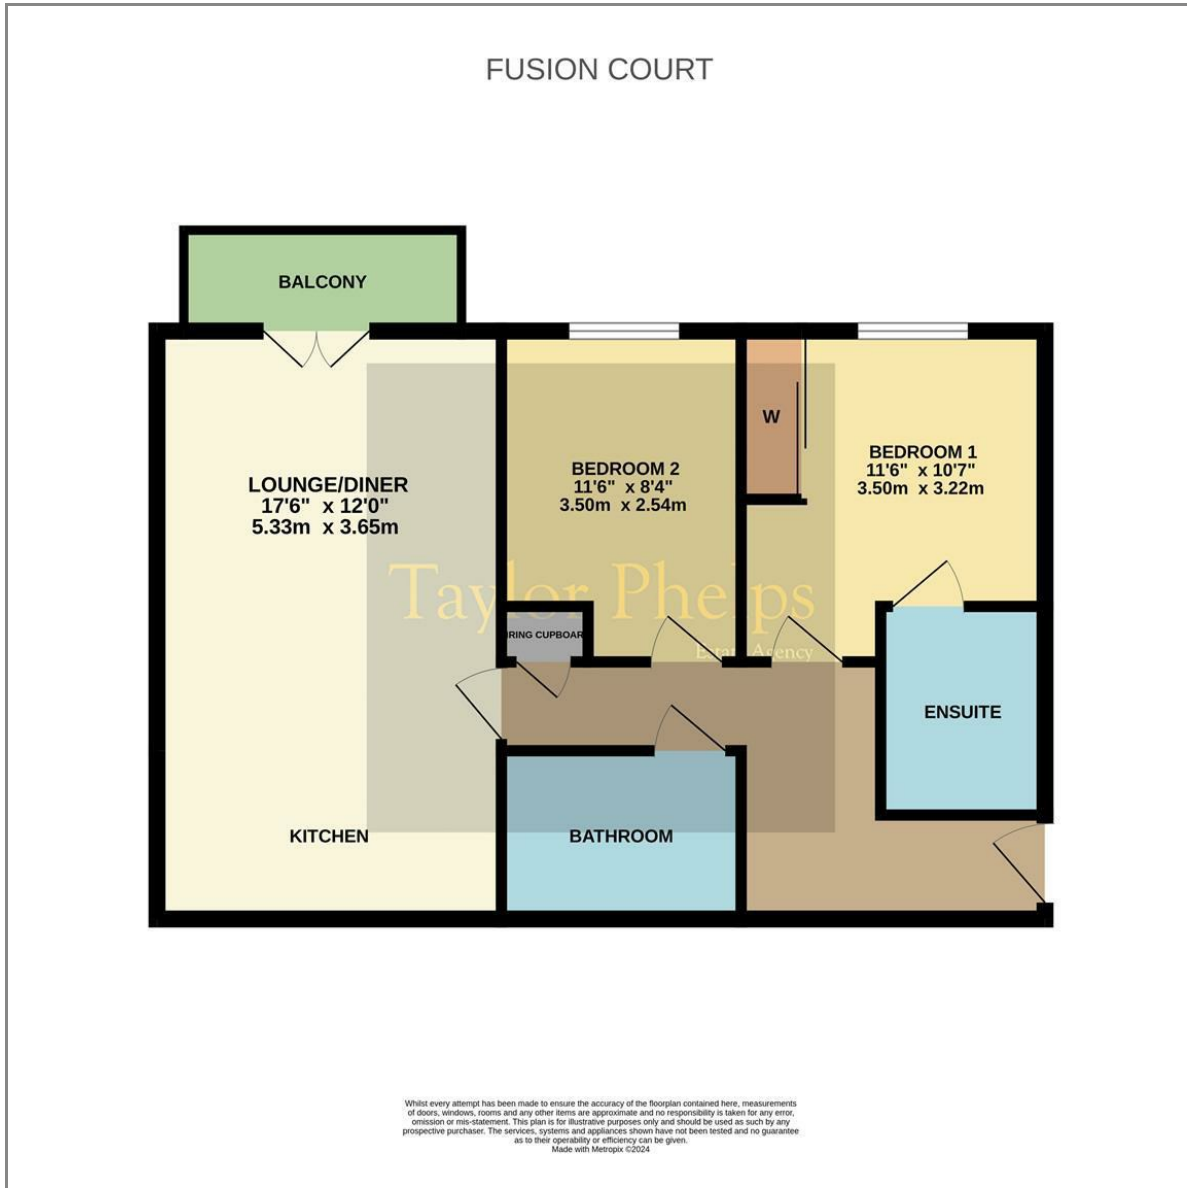 FUSION COURT
BALCONY
LOUNGE/DINER
17'6" x 12'0"
5.33m x 3.65m
BEDROOM 2
11'6" x 8'4"
3.50m x 2.54m
W
BEDROOM 1
11'6" x 10'7"
3.50m x 3.22m
Taylor Phelps
Estate Agency
IRING CUPBOAR
ENSUITE
KITCHEN
BATHROOM
Whilst every attempt has been made to ensure the accuracy of the floorplan contained here, measurements
of doors, windows, rooms and any other items are approximate and no responsibility is taken for any error,
omission or mis-statement. This plan is for illustrative purposes only and should be used as such by any
prospective purchaser. The services, systems and appliances shown have not been tested and no guarantee
as to their operability or efficiency can be given.
Made with Metropix ©2024